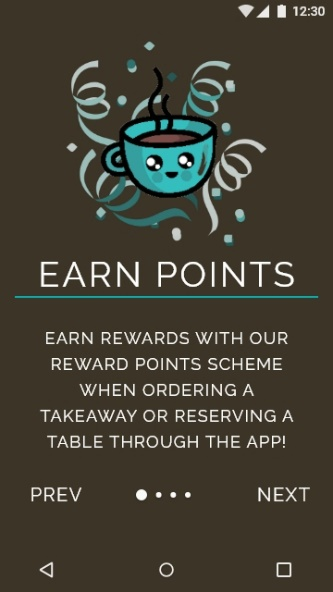 12:30
EARN POINTS
EARN REWARDS WITH OUR
REWARD POINTS SCHEME
WHEN ORDERING A
TAKEAWAY OR RESERVING A
TABLE THROUGH THE APP!
PREV NEXT